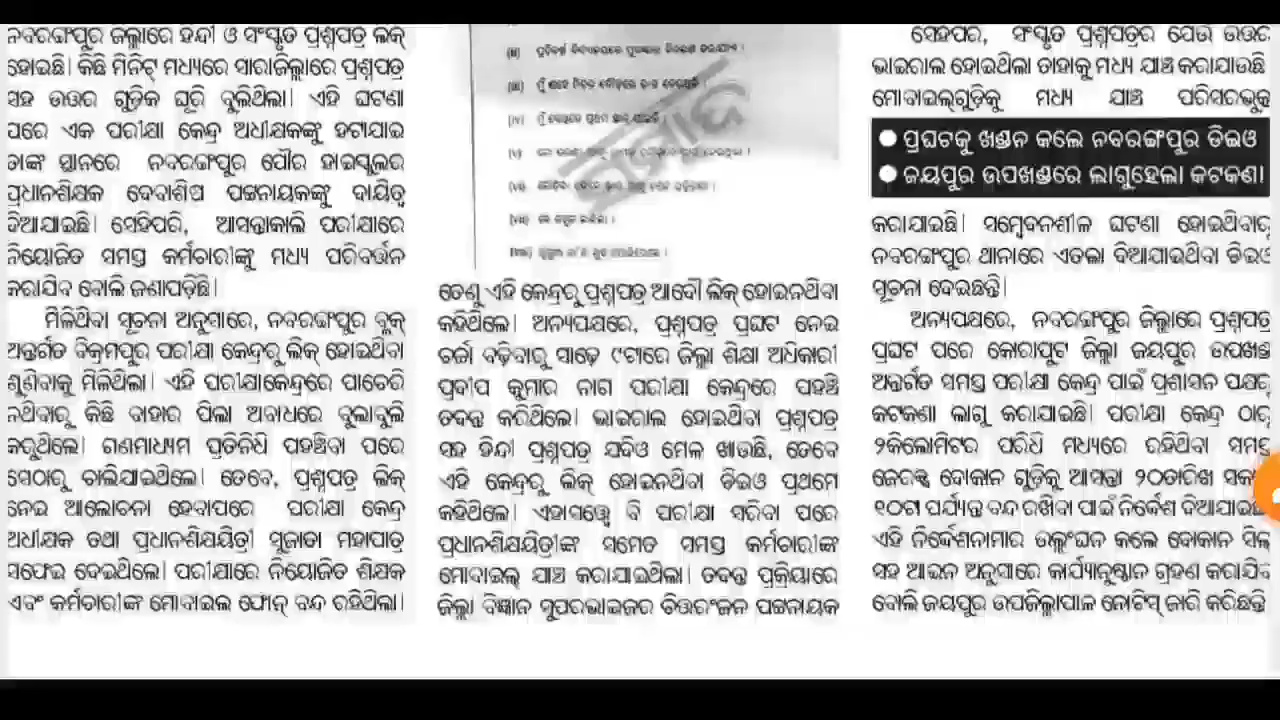 ନବରଙ୍ଗପୁର ଜିଲ୍ଲାରେ ହିନ୍ଦୀ ଓ ସଂସ୍କୃତ ପ୍ରଶ୍ନପତ୍ର ଲିକ୍
ହୋଇଛି। କିଛି ମିନିଟ୍ ମଧ୍ୟରେ ସାରାଜିଲ୍ଲାରେ ପ୍ରଶ୍ନପତ୍ର
ସହ ଉତ୍ତର ଗୁଡ଼ିକ ଘୂରି ବୁଲିଥିଲା। ଏହି ଘଟଣା
ପରେ ଏକ ପରୀକ୍ଷା କେନ୍ଦ୍ର ଅଧୀକ୍ଷକଙ୍କୁ ହଟାଯାଇ
ତାଙ୍କ ସ୍ଥାନରେ ନବରଙ୍ଗପୁର ପୌର ହାଇସ୍କୁଲର
ପ୍ରଧାନଶିକ୍ଷକ ଦେବାଶିଷ ପଟ୍ଟନାୟକଙ୍କୁ ଦାୟିତ୍ୱ
ଦିଆଯାଇଛି। ସେହିପରି, ଆସନ୍ତାକାଲି ପରୀକ୍ଷାରେ
ନିୟୋଜିତ ସମସ୍ତ କର୍ମଚାରୀଙ୍କୁ ମଧ୍ୟ ପରିବର୍ତ୍ତନ
କରାଯିବ ବୋଲି ଜଣାପଡ଼ିଛି।
ମିଳିଥିବା ସୂଚନା ଅନୁସାରେ, ନବରଙ୍ଗପୁର ବ୍ଲକ୍
ଅନ୍ତର୍ଗତ ବିକ୍ରମପୁର ପରୀକ୍ଷା କେନ୍ଦ୍ରରୁ ଲିକ୍ ହୋଇଥିବା
ଶୁଣିବାକୁ ମିଳିଥିଲା। ଏହି ପରୀକ୍ଷାକେନ୍ଦ୍ରରେ ପାଚେରି
ନଥିବାରୁ କିଛି ବାହାର ପିଲା ଅବାଧରେ ବୁଲାବୁଲି
କରୁଥିଲେ। ଗଣମାଧ୍ୟମ ପ୍ରତିନିଧି ପହଞ୍ଚିବା ପରେ
ସେଠାରୁ ଚାଲିଯାଇଥିଲେ। ତେବେ, ପ୍ରଶ୍ନପତ୍ର ଲିକ୍
ନେଇ ଆଲୋଚନା ହେବାପରେ ପରୀକ୍ଷା କେନ୍ଦ୍ର
ଅଧୀକ୍ଷକ ତଥା ପ୍ରଧାନଶିକ୍ଷୟିତ୍ରୀ ସୁଜାତା ମହାପାତ୍ର
ସଫେଇ ଦେଇଥିଲେ। ପରୀକ୍ଷାରେ ନିୟୋଜିତ ଶିକ୍ଷକ
ଏବଂ କର୍ମଚାରୀଙ୍କ ମୋବାଇଲ ଫୋନ୍ ବନ୍ଦ ରହିଥିଲା।
ତେଣୁ ଏହି କେନ୍ଦ୍ରରୁ ପ୍ରଶ୍ନପତ୍ର ଆଦୌ ଲିକ୍ ହୋଇନଥିବା
କହିଥିଲେ। ଅନ୍ୟପକ୍ଷରେ, ପ୍ରଶ୍ନପତ୍ର ପ୍ରଘଟ ନେଇ
ଚର୍ଚ୍ଚା ବଢ଼ିବାରୁ ସାଢ଼େ ୯ଟାରେ ଜିଲ୍ଲା ଶିକ୍ଷା ଅଧିକାରୀ
ପ୍ରଦୀପ କୁମାର ନାଗ ପରୀକ୍ଷା କେନ୍ଦ୍ରରେ ପହଞ୍ଚି
ତଦନ୍ତ କରିଥିଲେ। ଭାଇରାଲ ହୋଇଥିବା ପ୍ରଶ୍ନପତ୍ର
ସହ ହିନ୍ଦୀ ପ୍ରଶ୍ନପତ୍ର ଯଦିଓ ମେଳ ଖାଉଛି, ତେବେ
ଏହି କେନ୍ଦ୍ରରୁ ଲିକ୍ ହୋଇନଥିବା ଡିଇଓ ପ୍ରଥମେ
କହିଥିଲେ। ଏହାସତ୍ତ୍ୱେ ବି ପରୀକ୍ଷା ସରିବା ପରେ
ପ୍ରଧାନଶିକ୍ଷୟିତ୍ରୀଙ୍କ ସମେତ ସମସ୍ତ କର୍ମଚାରୀଙ୍କ
ମୋବାଇଲ୍ ଯାଞ୍ଚ କରାଯାଇଥିଲା। ତଦନ୍ତ ପ୍ରକ୍ରିୟାରେ
ଜିଲ୍ଲା ବିଜ୍ଞାନ ସୁପରଭାଇଜର ଚିତ୍ତରଂଜନ ପଟ୍ଟନାୟକ
ସେହିପରି, ସଂସ୍କୃତ ପ୍ରଶ୍ନପତ୍ରର ଯେଉଁ ଉତ୍ତର
ଭାଇରାଲ ହୋଇଥିଲା ତାହାକୁ ମଧ୍ୟ ଯାଞ୍ଚ କରାଯାଉଛି
ମୋବାଇଲ୍‌ଗୁଡ଼ିକୁ ମଧ୍ୟ ଯାଞ୍ଚ ପରିସରଭୁକ୍ତ
● ପ୍ରଘଟକୁ ଖଣ୍ଡନ କଲେ ନବରଙ୍ଗପୁର ଡିଇଓ
● ଜୟପୁର ଉପଖଣ୍ଡରେ ଲାଗୁହେଲା କଟକଣା
କରାଯାଇଛି। ସମ୍ବେଦନଶୀଳ ଘଟଣା ହୋଇଥିବାରୁ
ନବରଙ୍ଗପୁର ଥାନାରେ ଏତଲା ଦିଆଯାଇଥିବା ଡିଇଓ
ସୂଚନା ଦେଇଛନ୍ତି।
ଅନ୍ୟପକ୍ଷରେ, ନବରଙ୍ଗପୁର ଜିଲ୍ଲାରେ ପ୍ରଶ୍ନପତ୍ର
ପ୍ରଘଟ ପରେ କୋରାପୁଟ ଜିଲ୍ଲା ଜୟପୁର ଉପଖଣ୍ଡ
ଅନ୍ତର୍ଗତ ସମସ୍ତ ପରୀକ୍ଷା କେନ୍ଦ୍ର ପାଇଁ ପ୍ରଶାସନ ପକ୍ଷରୁ
କଟକଣା ଲାଗୁ କରାଯାଇଛି। ପରୀକ୍ଷା କେନ୍ଦ୍ର ଠାରୁ
୨କିଲୋମିଟର ପରିଧି ମଧ୍ୟରେ ରହିଥିବା ସମସ୍ତ
ଜେରକ୍ସ ଦୋକାନ ଗୁଡ଼ିକୁ ଆସନ୍ତା ୨୦ତାରିଖ
୧୦ଟା ପର୍ଯ୍ୟନ୍ତ ବନ୍ଦ ରଖିବା ପାଇଁ ନିର୍ଦ୍ଦେଶ
ଏହି ନିର୍ଦ୍ଦେଶନାମାର ଉଲ୍ଲଂଘନ କଲେ ଦୋକାନ ସିଲ୍
ସହ ଆଇନ ଅନୁସାରେ କାର୍ଯ୍ୟାନୁଷ୍ଠାନ ଗ୍ରହଣ କରାଯିବ
ବୋଲି ଜୟପୁର ଉପଜିଲ୍ଲାପାଳ ନୋଟିସ୍ ଜାରି କରିଛନ୍ତି